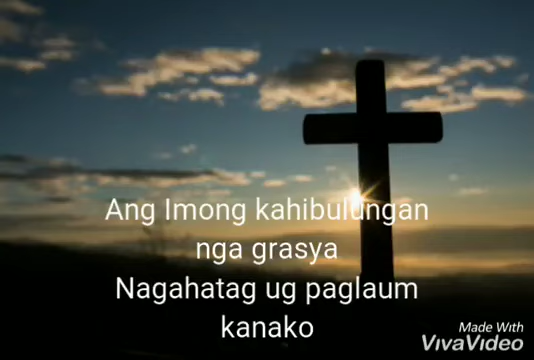 Ang Imong kahibulungan
nga grasya
Nagahatag ug paglaum
kanako
Made With
VivaVideo